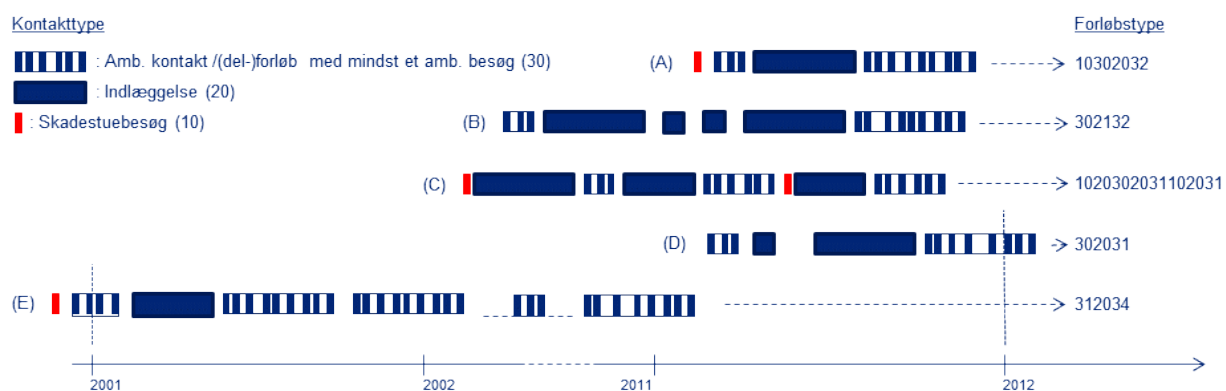 Kontakttype
Forløbstype
: Amb. kontakt /(del-)forløb med mindst et amb. besøg (30)
(A)
10302032
: Indlæggelse (20)
: Skadestuebesøg (10)
(B)
302132
(C)
1020302031102031
(D)
302031
(E)
312034
2001
2002
2011
2012